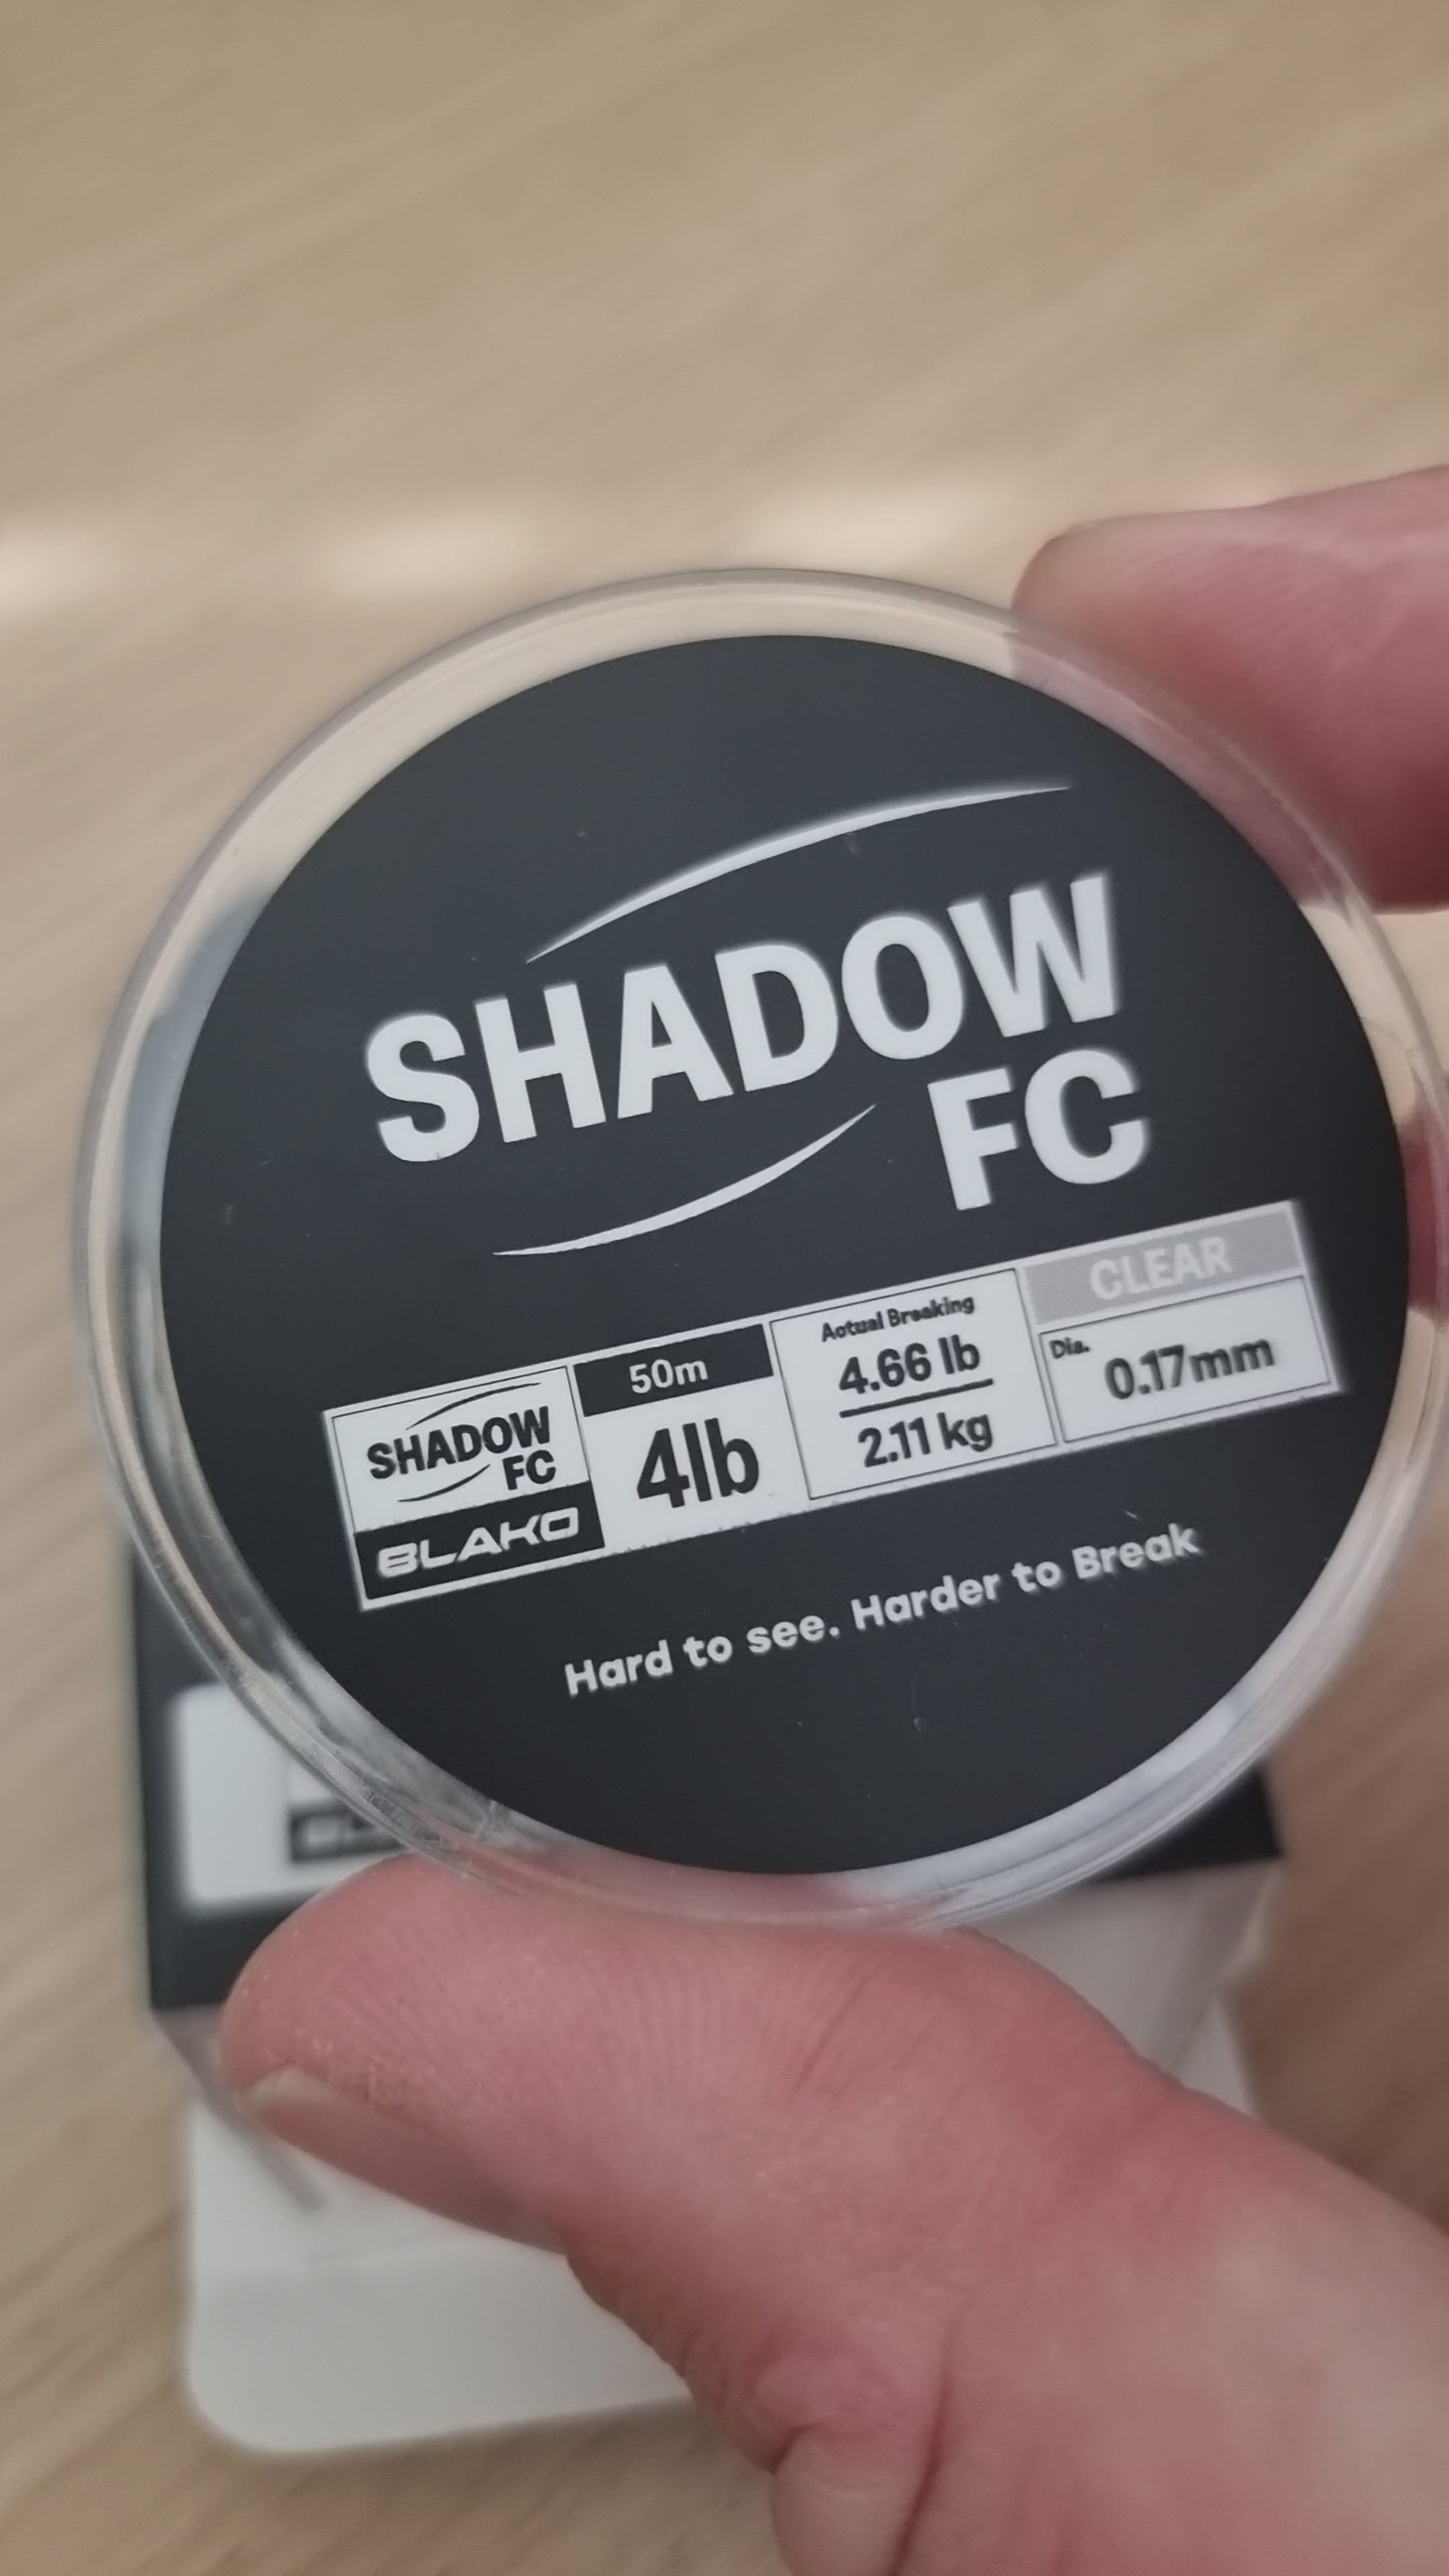 SHADOW
FC
SHADOW
FC
BLAKO
50m
4lb
Actual Breaking
4.66 lb
2.11 kg
CLEAR
Dia. 0.17mm
Hard to see. Harder to Break